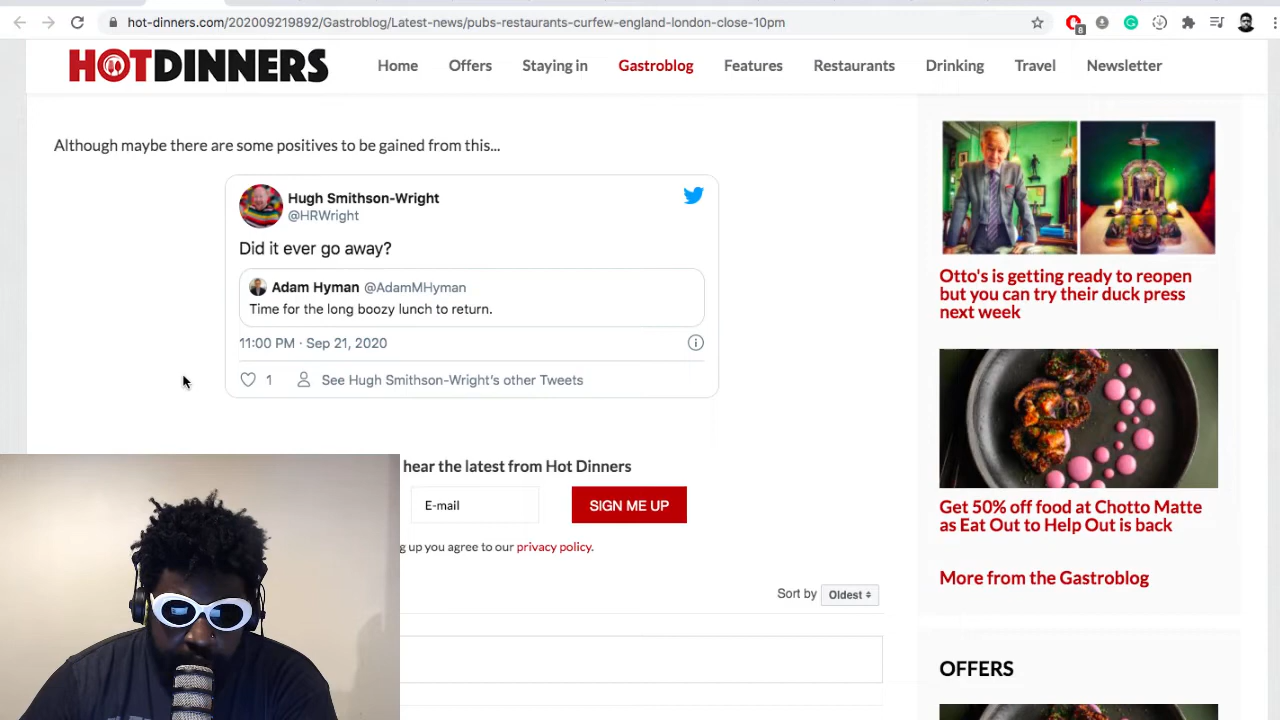 hot-dinners.com/202009219892/Gastroblog/Latest-news/pubs-restaurants-curfew-england-london-close-10pm
6
HOTDINNERS
Home Offers Staying in Gastroblog Features Restaurants Drinking Travel Newsletter
Although maybe there are some positives to be gained from this...
Hugh Smithson-Wright
@HRWright
Did it ever go away?
Adam Hyman @AdamMHyman
Time for the long boozy lunch to return.
11:00 PM · Sep 21, 2020
1 See Hugh Smithson-Wright's other Tweets
hear the latest from Hot Dinners
E-mail
SIGN ME UP
g up you agree to our privacy policy.
Sort by Oldest
Otto's is getting ready to reopen
but you can try their duck press
next week
Get 50% off food at Chotto Matte
as Eat Out to Help Out is back
More from the Gastroblog
OFFERS